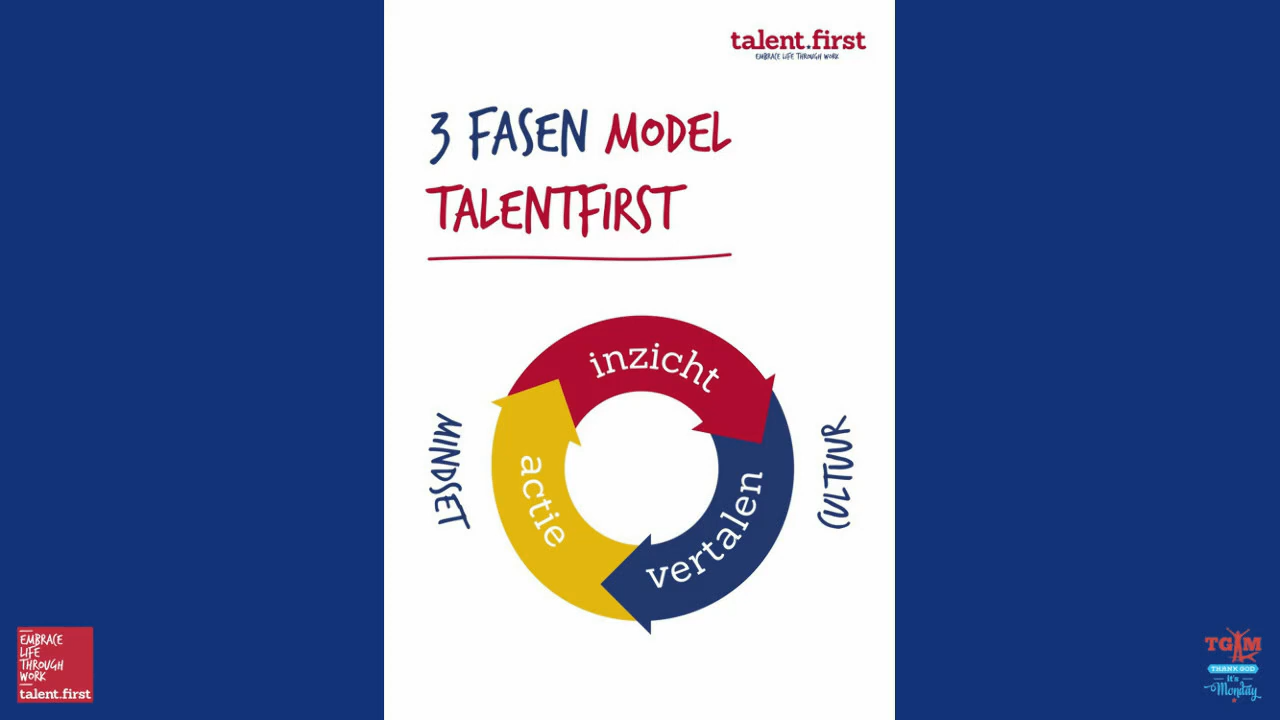 talent.first
EMBRACE LIFE THROUGH WORK
3 FASEN MODEL
TALENTFIRST
inzicht
MINDSET
CULTUUR
actie
vertalen
EMBRACE
LIFE
THROUGH
WORK
talent.first
TGIM
THANK GOD
it's
Monday